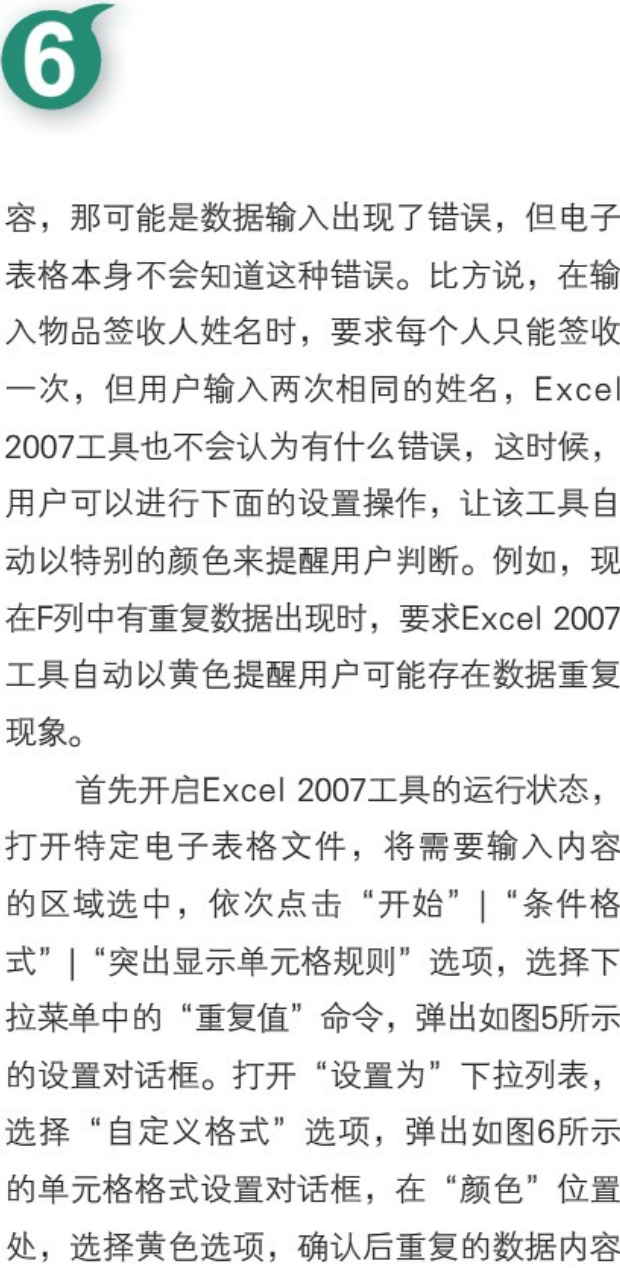 6
容，那可能是数据输入出现了错误，但电子
表格本身不会知道这种错误。比方说，在输
入物品签收人姓名时，要求每个人只能签收
一次，但用户输入两次相同的姓名，Excel
2007工具也不会认为有什么错误，这时候，
用户可以进行下面的设置操作，让该工具自
动以特别的颜色来提醒用户判断。例如，现
在F列中有重复数据出现时，要求Excel 2007
工具自动以黄色提醒用户可能存在数据重复
现象。
首先开启Excel 2007工具的运行状态，
打开特定电子表格文件，将需要输入内容
的区域选中，依次点击“开始”|“条件格
式”|“突出显示单元格规则”选项，选择下
拉菜单中的“重复值”命令，弹出如图5所示
的设置对话框。打开“设置为”下拉列表，
选择“自定义格式”选项，弹出如图6所示
的单元格格式设置对话框，在“颜色”位置
处，选择黄色选项，确认后重复的数据内容